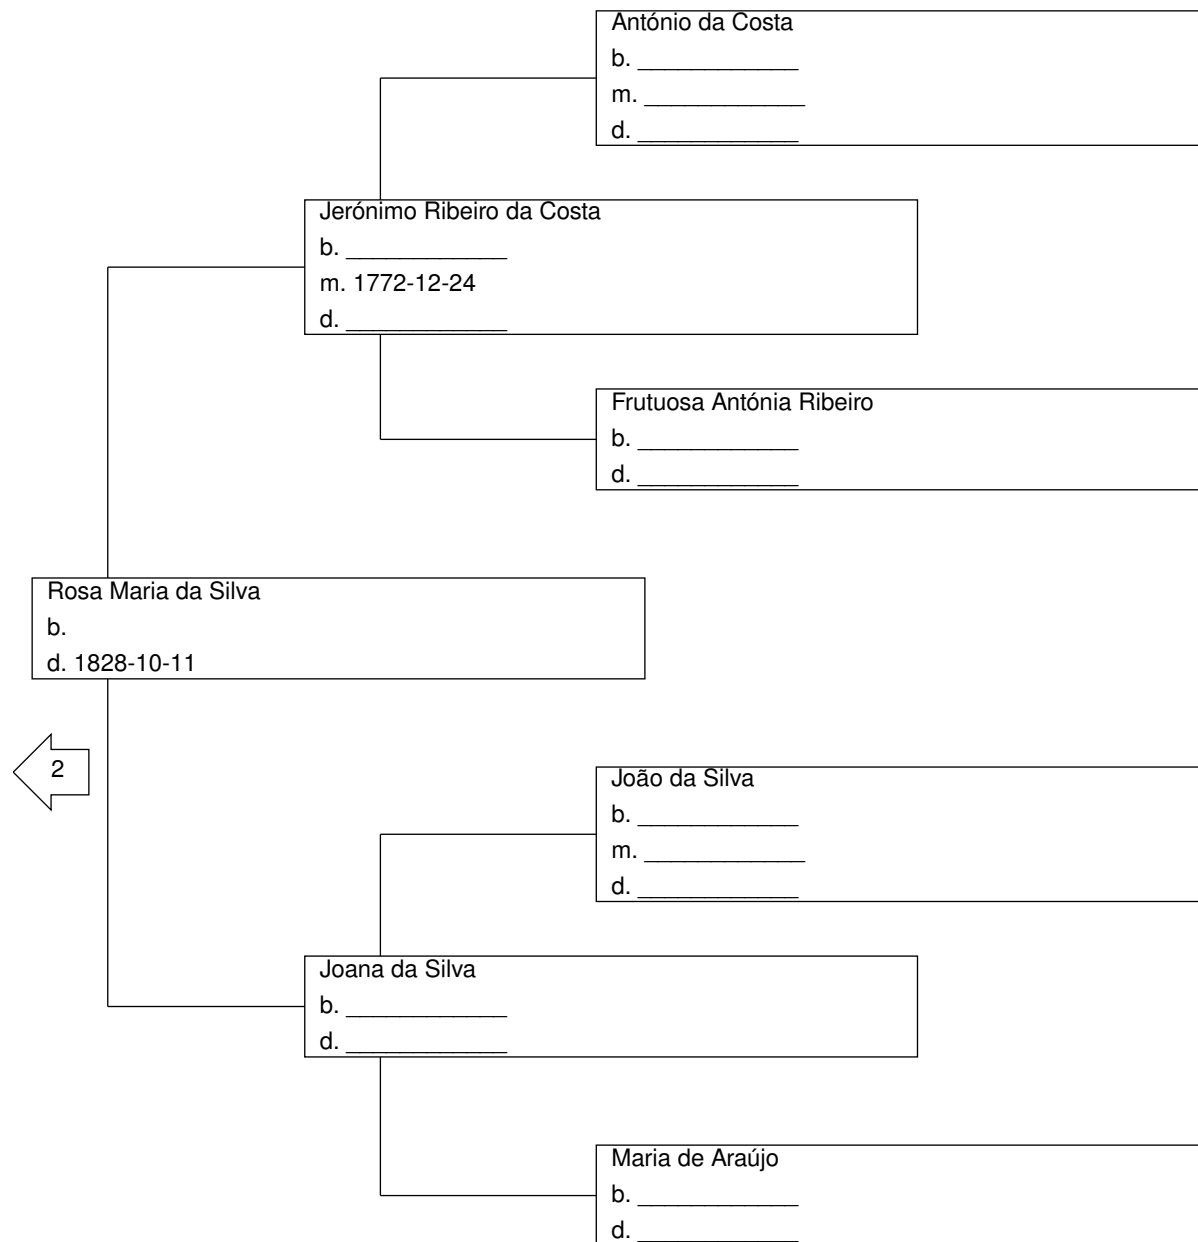 António da Costa
b. ____________
m. ____________
d. ____________
Jerónimo Ribeiro da Costa
b. ____________
m. 1772-12-24
d. ____________
Frutuosa Antónia Ribeiro
b. ____________
d. ____________
Rosa Maria da Silva
b.
d. 1828-10-11
2
João da Silva
b. ____________
m. ____________
d. ____________
Joana da Silva
b. ____________
d. ____________
Maria de Araújo
b. ____________
d. ____________